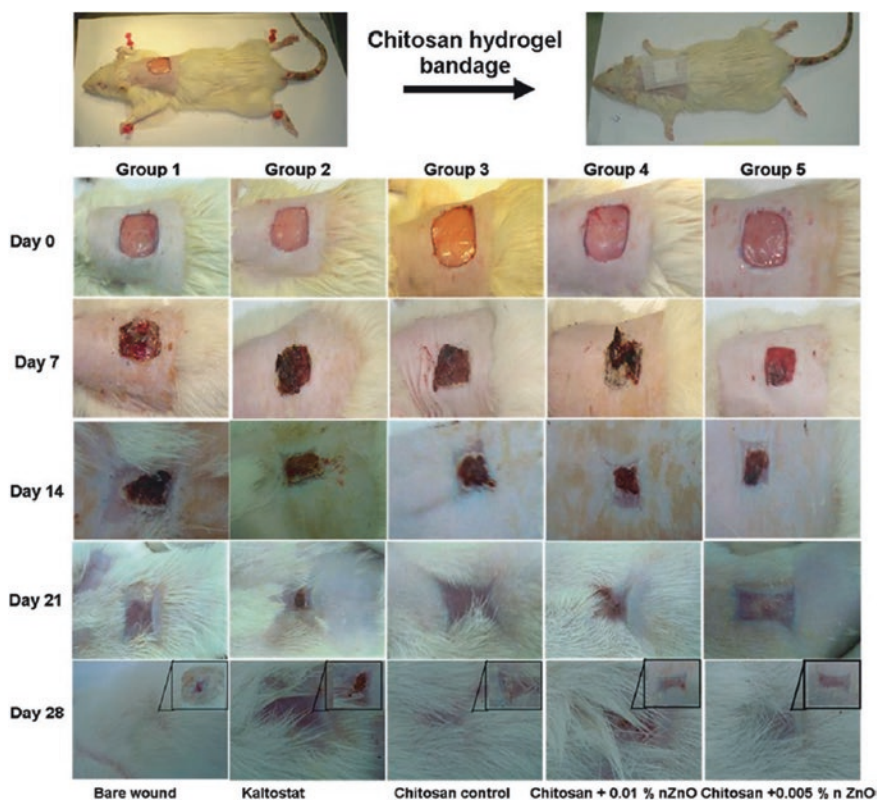 Chitosan hydrogel
bandage
Group 1 Group 2 Group 3 Group 4 Group 5
Day 0
Day 7
Day 14
Day 21
Day 28
Bare wound Kaltostat Chitosan control Chitosan + 0.01 % nZnO Chitosan +0.005 % n ZnO